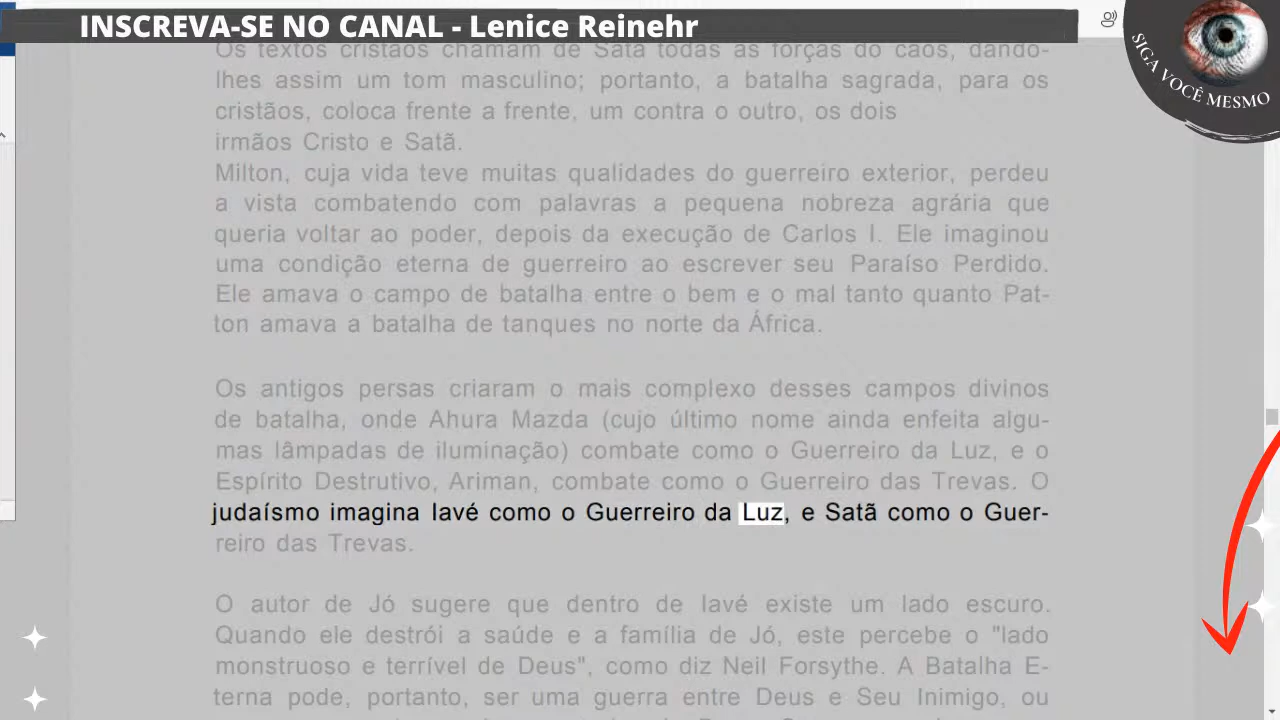 INSCREVA-SE NO CANAL - Lenice Reinehr
SIGA VOCÊ MESMO
Os textos cristãos chamam de Satã todas as forças do caos, dando-
lhes assim um tom masculino; portanto, a batalha sagrada, para os
cristãos, coloca frente a frente, um contra o outro, os dois
irmãos Cristo e Satã.
Milton, cuja vida teve muitas qualidades do guerreiro exterior, perdeu
a vista combatendo com palavras a pequena nobreza agrária que
queria voltar ao poder, depois da execução de Carlos I. Ele imaginou
uma condição eterna de guerreiro ao escrever seu Paraíso Perdido.
Ele amava o campo de batalha entre o bem e o mal tanto quanto Pat-
ton amava a batalha de tanques no norte da África.
Os antigos persas criaram o mais complexo desses campos divinos
de batalha, onde Ahura Mazda (cujo último nome ainda enfeita algu-
mas lâmpadas de iluminação) combate como o Guerreiro da Luz, e o
Espírito Destrutivo, Ariman, combate como o Guerreiro das Trevas. O
judaísmo imagina Iavé como o Guerreiro da Luz, e Satã como o Guer-
reiro das Trevas.
O autor de Jó sugere que dentro de Iavé existe um lado escuro.
Quando ele destrói a saúde e a família de Jó, este percebe o "lado
monstruoso e terrível de Deus", como diz Neil Forsythe. A Batalha E-
terna pode, portanto, ser uma guerra entre Deus e Seu Inimigo, ou